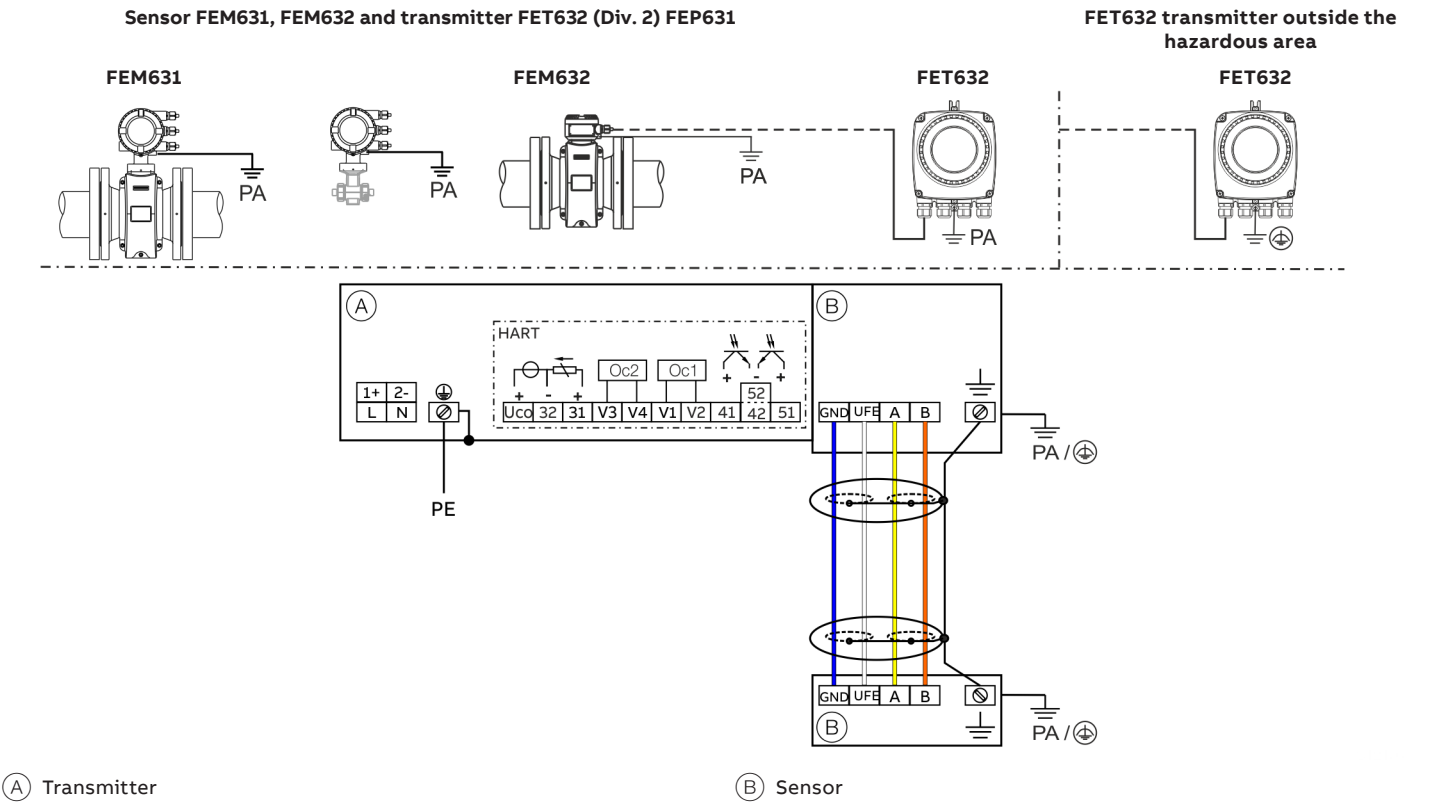 Sensor FEM631, FEM632 and transmitter FET632 (Div. 2) FEP631
FET632 transmitter outside the
hazardous area
FEM631
FEM632
FET632
FET632
PA
PA
PA
PA
A
B
HART
Oc2
Oc1
+ - +
+ - +
1+ 2-
L N
52
Uco 32 31 V3 V4 V1 V2 41 42 51
GND UFE A B
PA /
PE
GND UFE A B
B
PA /
A Transmitter
B Sensor